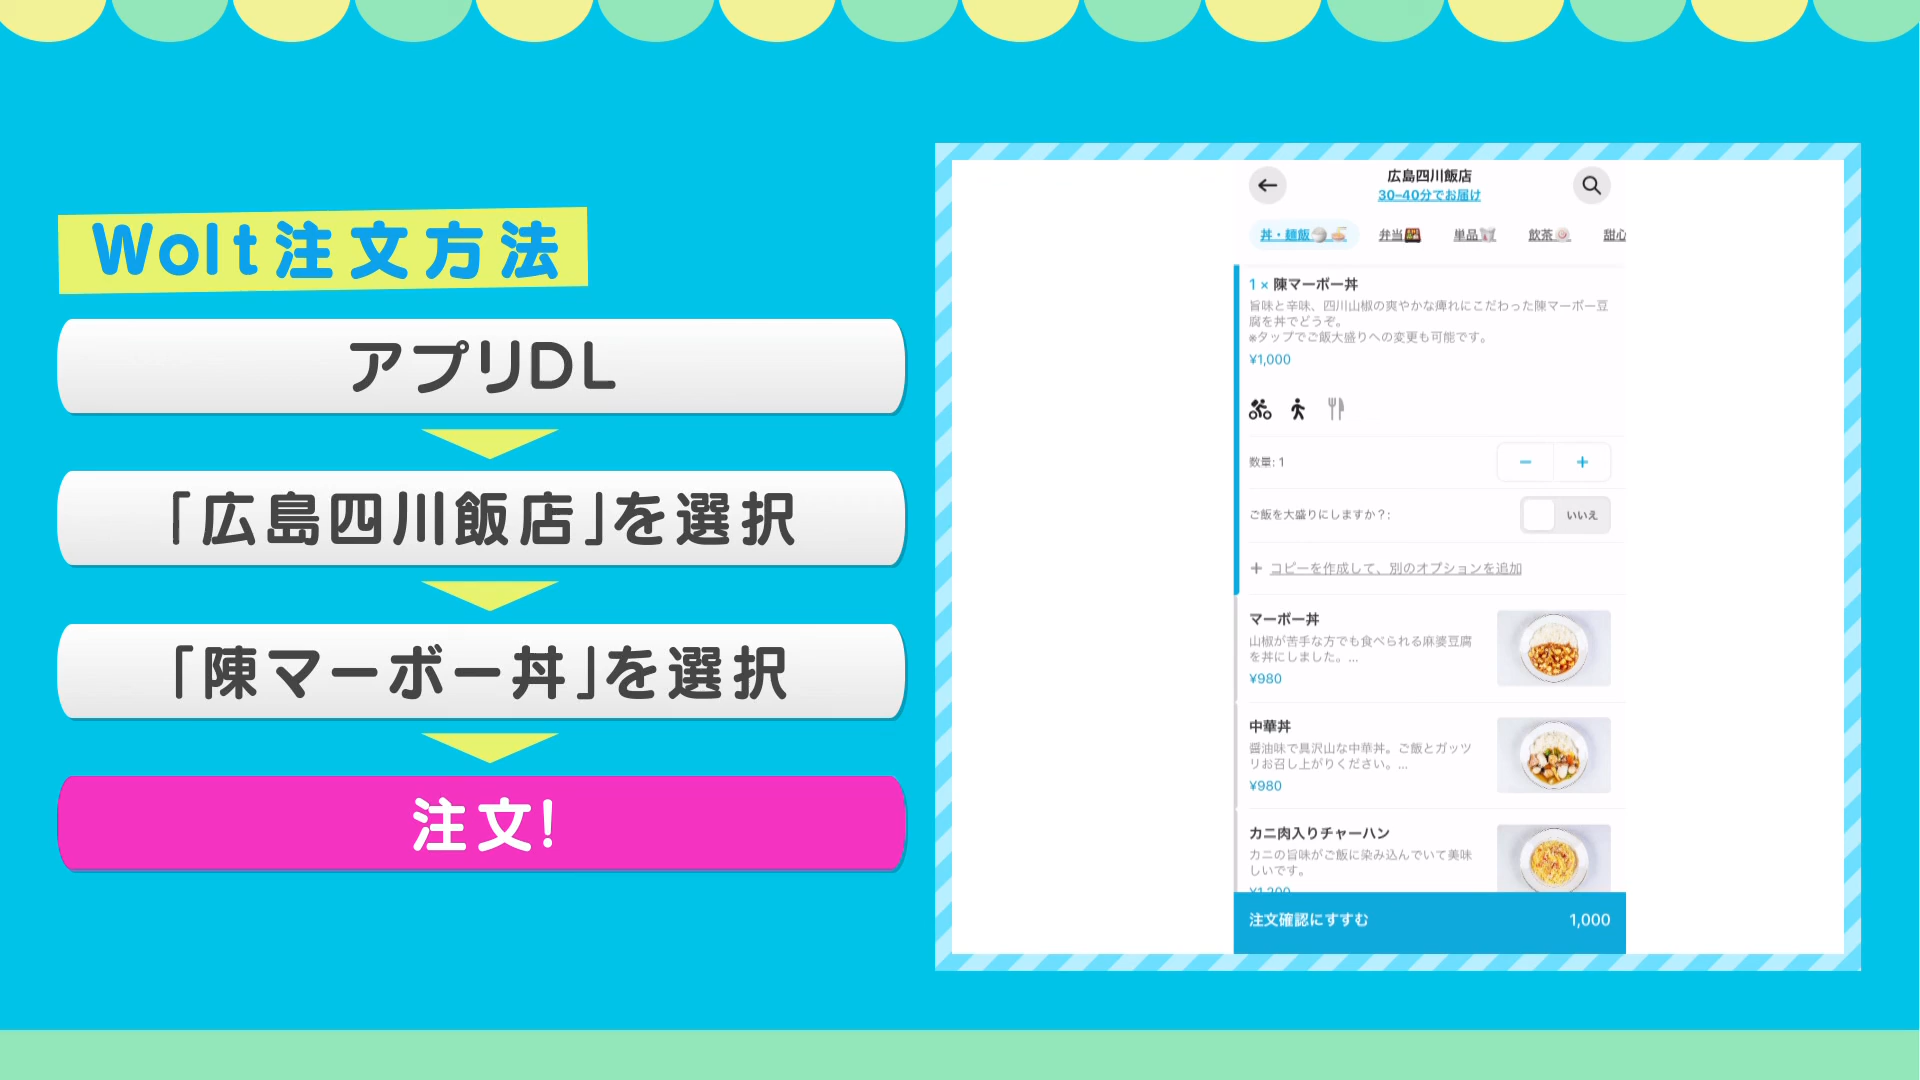 Wolt注文方法
アプリDL
「広島四川飯店」を選択
「陳マーボー丼」を選択
注文!
広島四川飯店
30–40分でお届け
丼・麺飯 弁当 単品 飲茶 甜心
1 × 陳マーボー丼
旨味と辛味、四川山椒の爽やかな痺れにこだわった陳マーボー豆
腐を丼でどうぞ。
※タップでご飯大盛りへの変更も可能です。
¥1,000
数量: 1
− +
ご飯を大盛りにしますか？:
いいえ
+ コピーを作成して、別のオプションを追加
マーボー丼
山椒が苦手な方でも食べられる麻婆豆腐
を丼にしました。...
¥980
中華丼
醤油味で具沢山な中華丼。ご飯とガッツ
リお召し上がりください。...
¥980
カニ肉入りチャーハン
カニの旨味がご飯に染み込んでいて美味
しいです。
¥1,200
注文確認にすすむ
1,000